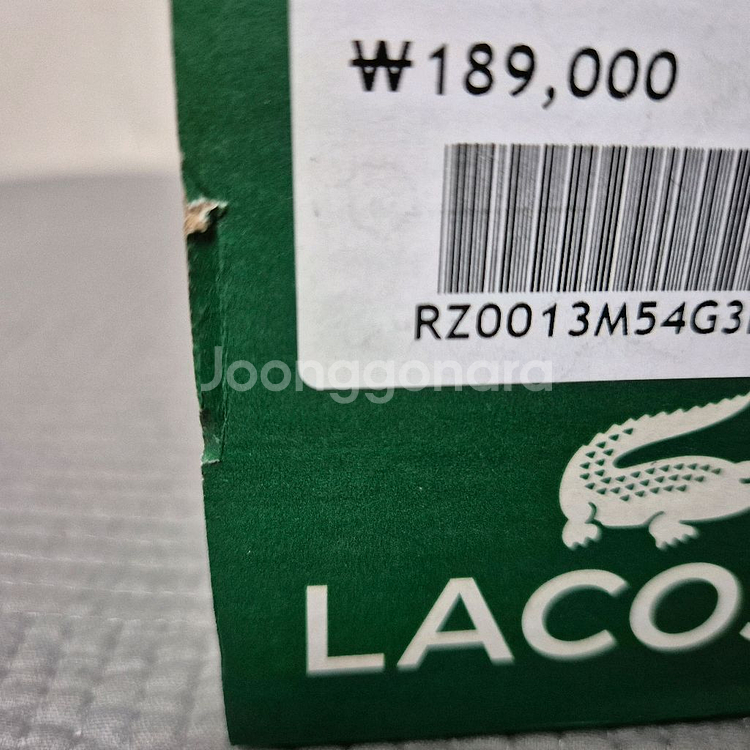 ₩189,000
RZ0013M54G3
Joonggonara
LACOS